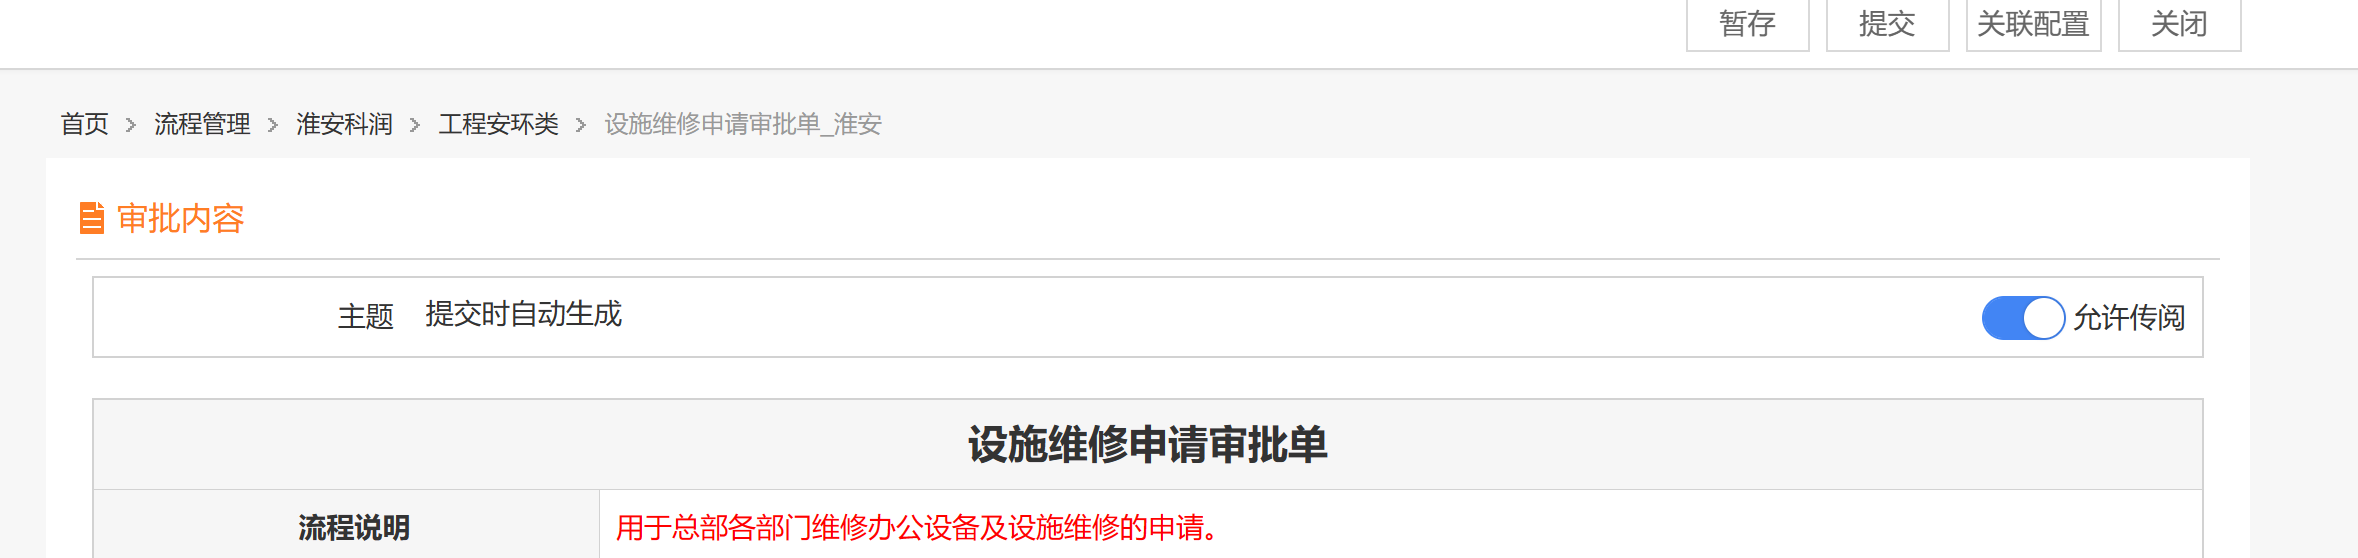 暂存 提交 关联配置 关闭
首页 > 流程管理 > 淮安科润 > 工程安环类 > 设施维修申请审批单_淮安
审批内容
主题 提交时自动生成 允许传阅
设施维修申请审批单
流程说明 用于总部各部门维修办公设备及设施维修的申请。